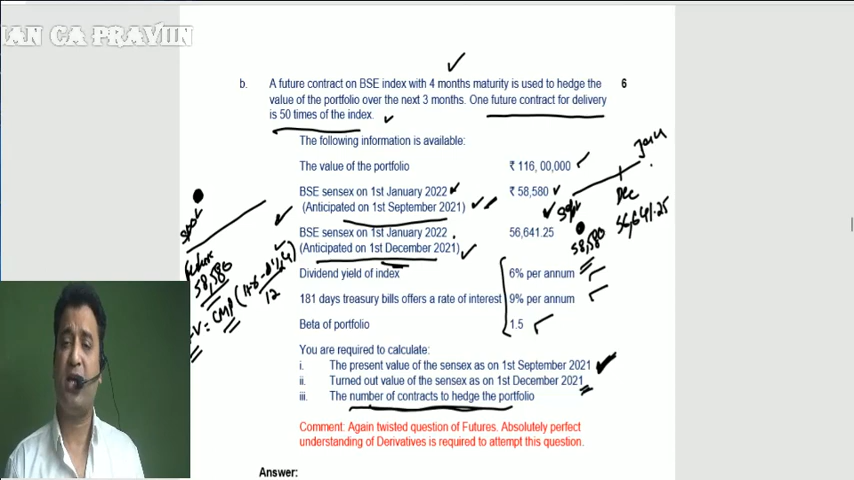 IAN CA PRAVIIN
b. A future contract on BSE index with 4 months maturity is used to hedge the 6
value of the portfolio over the next 3 months. One future contract for delivery
is 50 times of the index.
The following information is available:
The value of the portfolio ₹ 116, 00,000
BSE sensex on 1st January 2022 ₹ 58,580
(Anticipated on 1st September 2021)
BSE sensex on 1st January 2022 56,641.25
(Anticipated on 1st December 2021)
Dividend yield of index 6% per annum
181 days treasury bills offers a rate of interest 9% per annum
Beta of portfolio 1.5
You are required to calculate:
i. The present value of the sensex as on 1st September 2021
ii. Turned out value of the sensex as on 1st December 2021
iii. The number of contracts to hedge the portfolio
Comment: Again twisted question of Futures. Absolutely perfect
understanding of Derivatives is required to attempt this question.
Answer:
Spot
Future
58,580
12
Sept
58,580
Dec
56,641.25